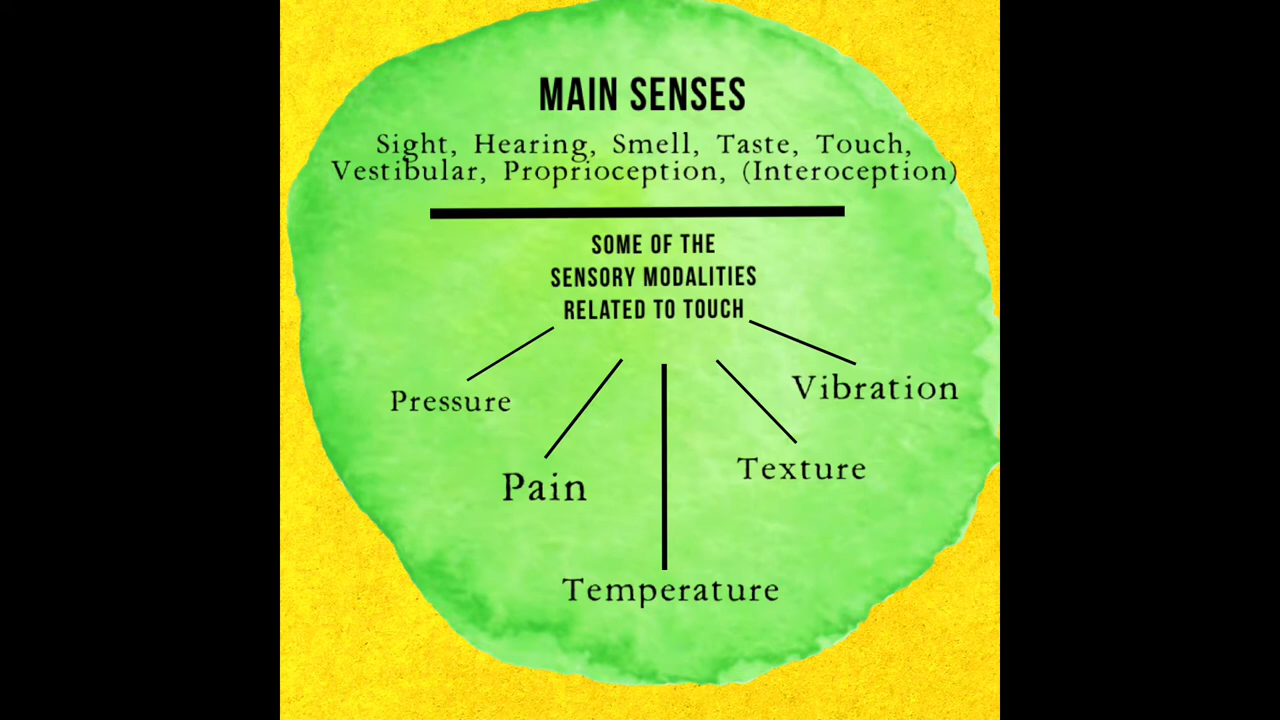 MAIN SENSES
Sight, Hearing, Smell, Taste, Touch,
Vestibular, Proprioception, (Interoception)
SOME OF THE
SENSORY MODALITIES
RELATED TO TOUCH
Pressure
Pain
Temperature
Texture
Vibration